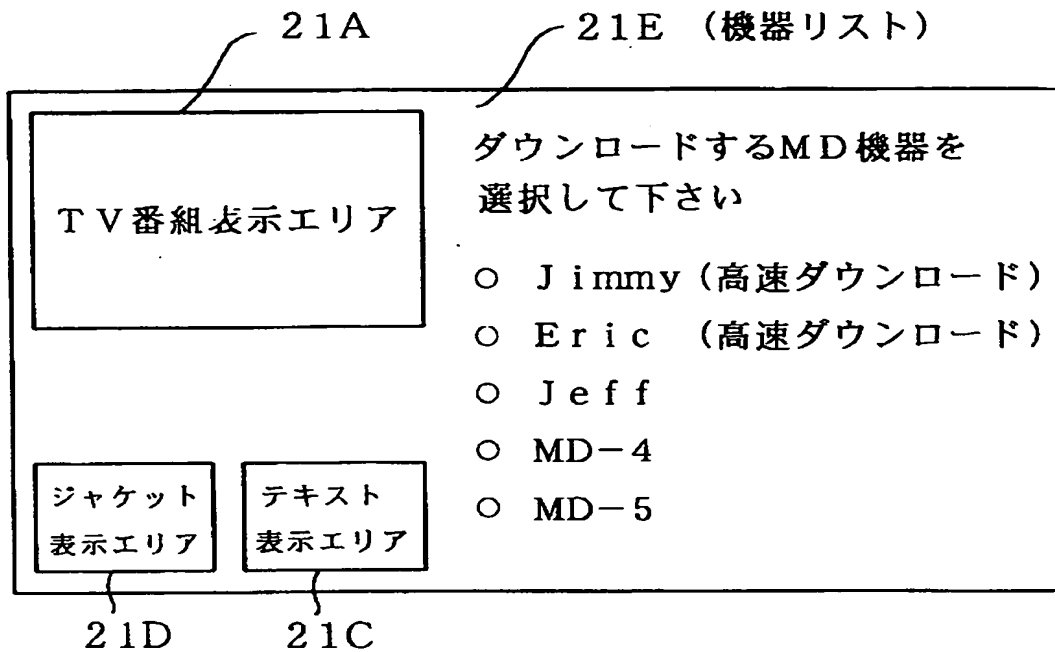 21A
21E (機器リスト)
TV番組表示エリア
ダウンロードするMD機器を
選択して下さい
○ Jimmy(高速ダウンロード)
○ Eric (高速ダウンロード)
○ Jeff
○ MD-4
○ MD-5
ジャケット
表示エリア
テキスト
表示エリア
21D
21C